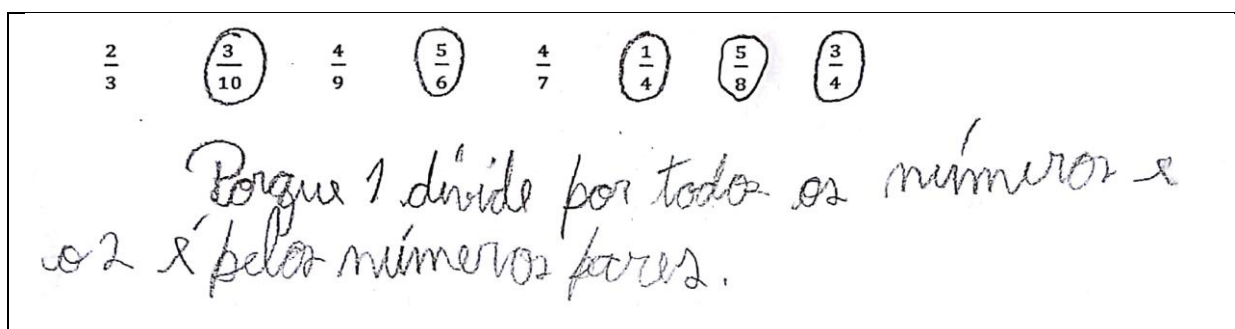 2/3 3/10 4/9 5/6 4/7 1/4 5/8 3/4
Porque 1 divide por todos os números e
o 2 é pelos números pares.